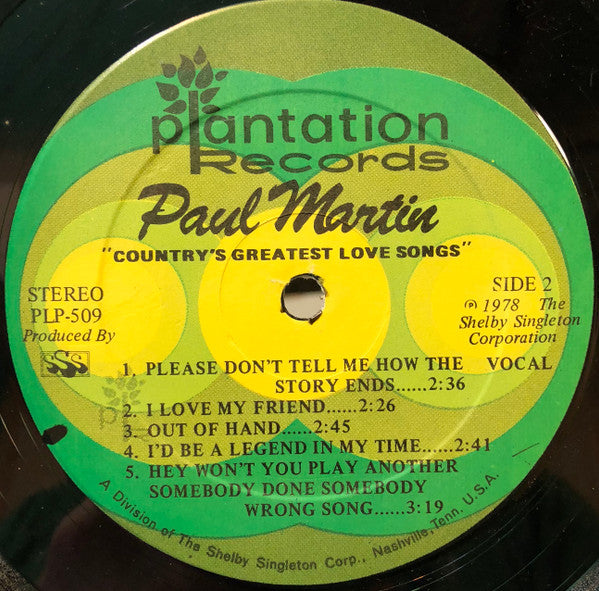 plantation
Records
Paul Martin
"COUNTRY'S GREATEST LOVE SONGS"
STEREO
PLP-509
Produced By
SSS
SIDE 2
℗ 1978 The
Shelby Singleton
Corporation
VOCAL
1. PLEASE DON'T TELL ME HOW THE
STORY ENDS......2:36
2. I LOVE MY FRIEND......2:26
3. OUT OF HAND......2:45
4. I'D BE A LEGEND IN MY TIME......2:41
5. HEY WON'T YOU PLAY ANOTHER
SOMEBODY DONE SOMEBODY
WRONG SONG......3:19
A Division of The Shelby Singleton Corp., Nashville, Tenn. U.S.A.